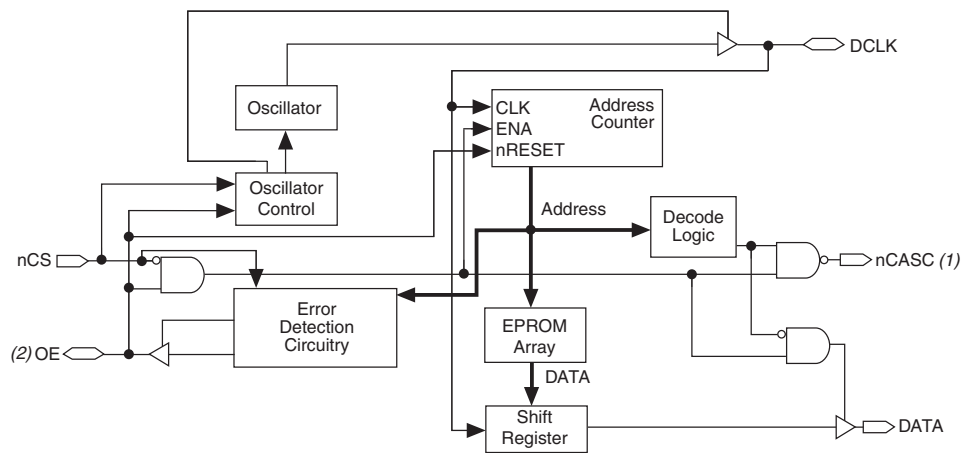 DCLK
CLK
Address
Counter
ENA
nRESET
Oscillator
Oscillator
Control
Address
Decode
Logic
nCS
nCASC (1)
Error
Detection
Circuitry
EPROM
Array
(2) OE
DATA
Shift
Register
DATA